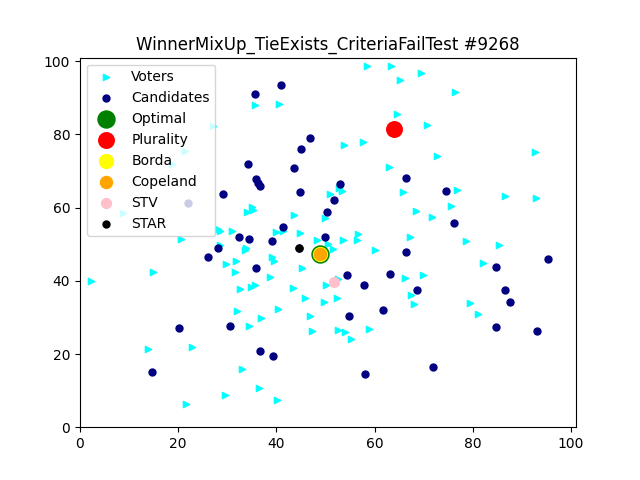 WinnerMixUp_TieExists_CriteriaFailTest #9268
Voters
Candidates
Optimal
Plurality
Borda
Copeland
STV
STAR
100
80
60
40
20
0
0 20 40 60 80 100